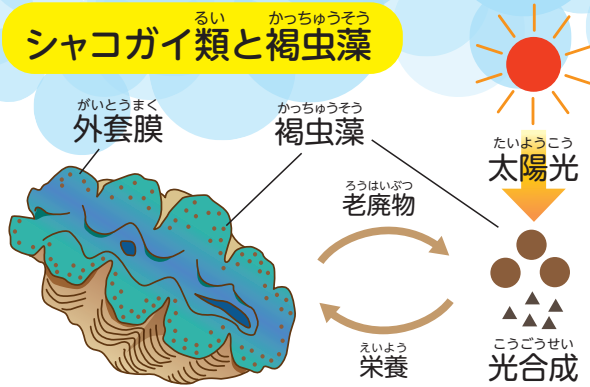 るい かっちゅうそう
シャコガイ類と褐虫藻
がいとうまく
外套膜
かっちゅうそう
褐虫藻
たいようこう
太陽光
ろうはいぶつ
老廃物
えいよう
栄養
こうごうせい
光合成